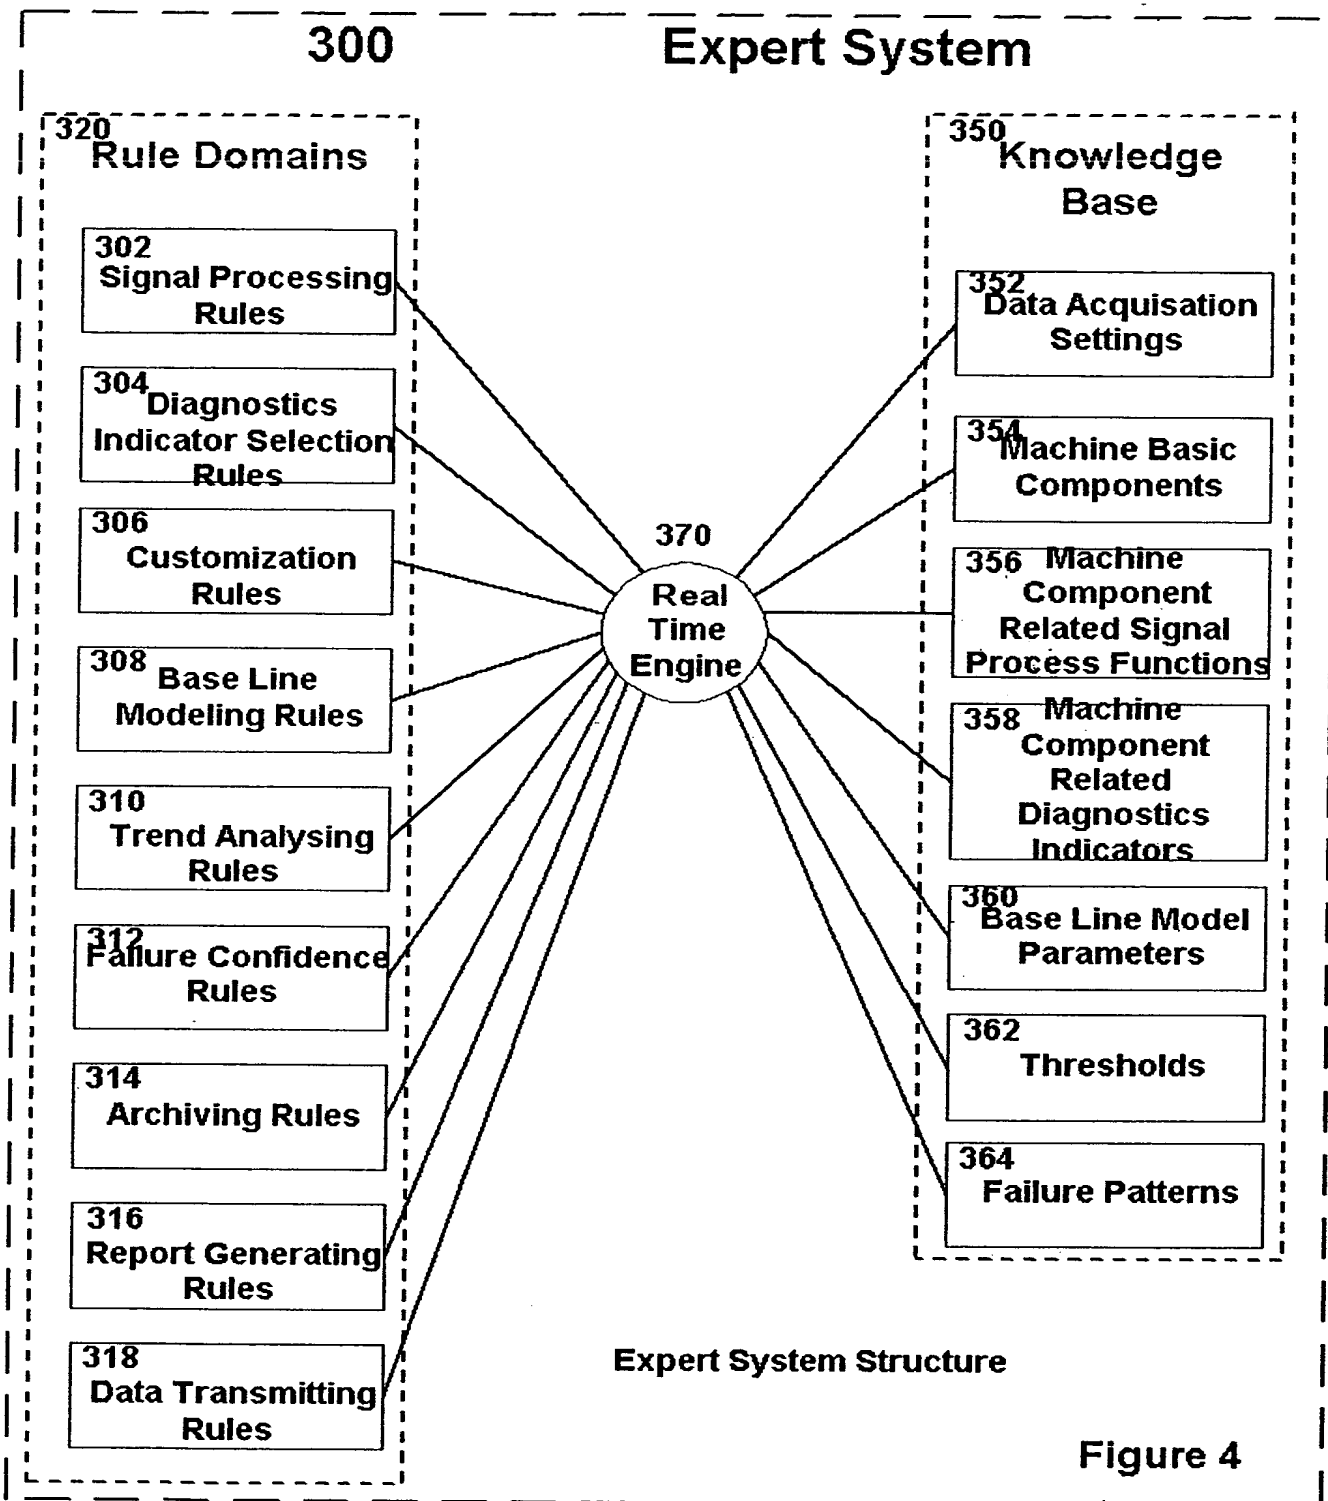 300 Expert System
320
Rule Domains
302
Signal Processing
Rules
304
Diagnostics
Indicator Selection
Rules
306
Customization
Rules
308
Base Line
Modeling Rules
310
Trend Analysing
Rules
312
Failure Confidence
Rules
314
Archiving Rules
316
Report Generating
Rules
318
Data Transmitting
Rules
370
Real
Time
Engine
350
Knowledge
Base
352
Data Acquisation
Settings
354
Machine Basic
Components
356 Machine
Component
Related Signal
Process Functions
358 Machine
Component
Related
Diagnostics
Indicators
360
Base Line Model
Parameters
362
Thresholds
364
Failure Patterns
Expert System Structure
Figure 4